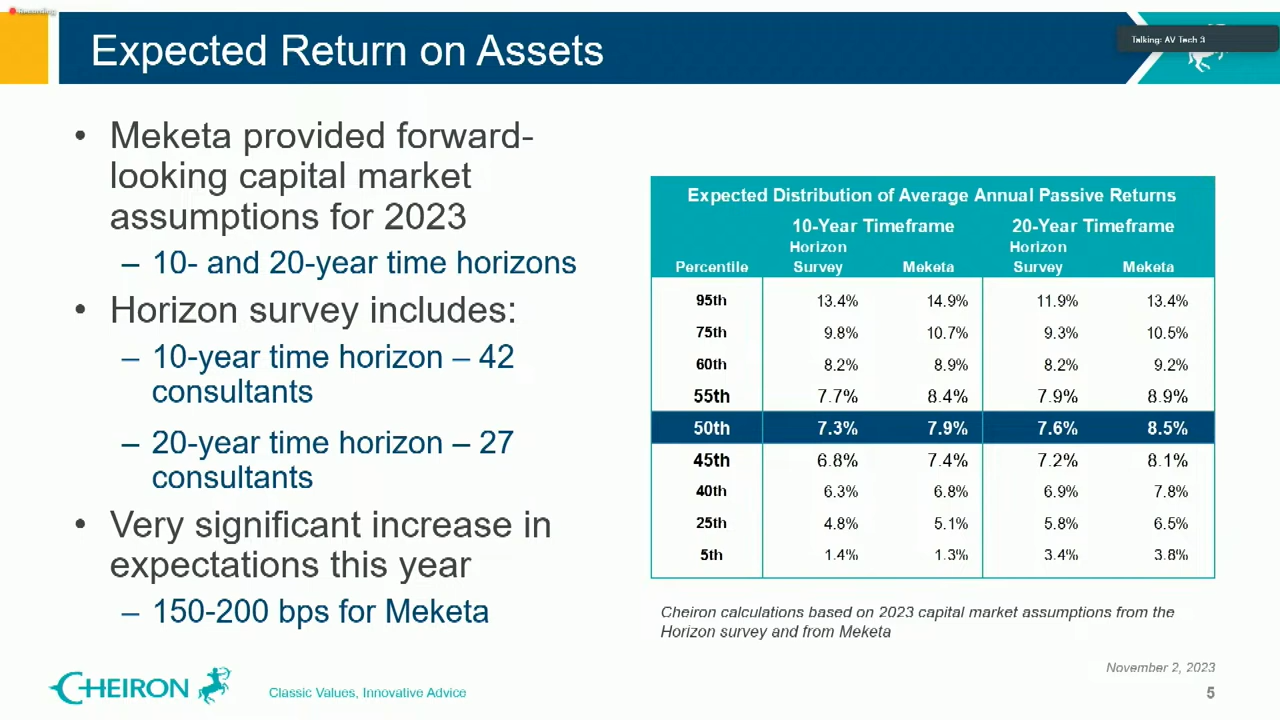 Recording
Expected Return on Assets
Talking: AV Tech 3
• Meketa provided forward-
looking capital market
assumptions for 2023
– 10- and 20-year time horizons
• Horizon survey includes:
– 10-year time horizon – 42
consultants
– 20-year time horizon – 27
consultants
• Very significant increase in
expectations this year
– 150-200 bps for Meketa
Expected Distribution of Average Annual Passive Returns
10-Year Timeframe 20-Year Timeframe
Horizon Horizon
Percentile Survey Meketa Survey Meketa
95th 13.4% 14.9% 11.9% 13.4%
75th 9.8% 10.7% 9.3% 10.5%
60th 8.2% 8.9% 8.2% 9.2%
55th 7.7% 8.4% 7.9% 8.9%
50th 7.3% 7.9% 7.6% 8.5%
45th 6.8% 7.4% 7.2% 8.1%
40th 6.3% 6.8% 6.9% 7.8%
25th 4.8% 5.1% 5.8% 6.5%
5th 1.4% 1.3% 3.4% 3.8%
Cheiron calculations based on 2023 capital market assumptions from the
Horizon survey and from Meketa
November 2, 2023
CHEIRON Classic Values, Innovative Advice 5